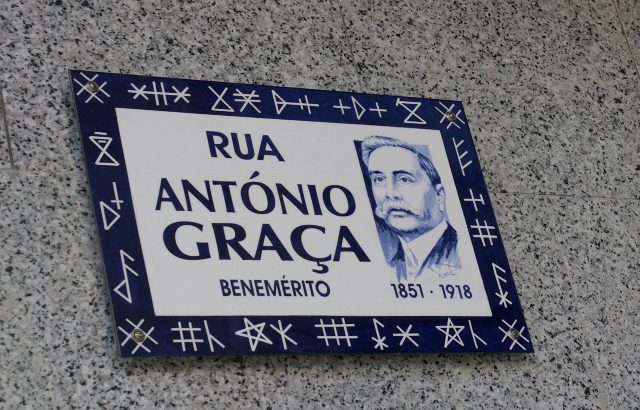 RUA
ANTÓNIO
GRAÇA
BENEMÉRITO
1851 · 1918